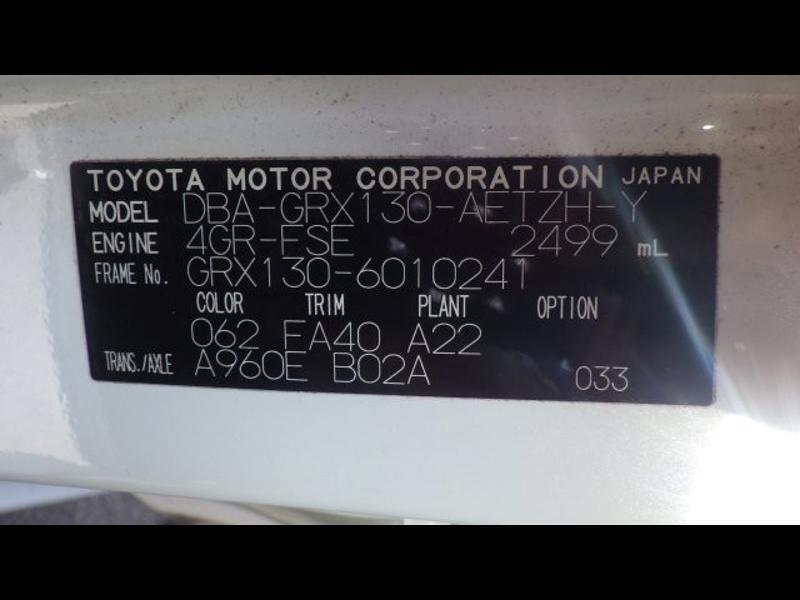 TOYOTA MOTOR CORPORATION JAPAN
MODEL DBA-GRX130-AETZH-Y
ENGINE 4GR-FSE 2499 mL
FRAME No. GRX130-6010241
COLOR TRIM PLANT OPTION
062 FA40 A22
TRANS./AXLE A960E B02A 033